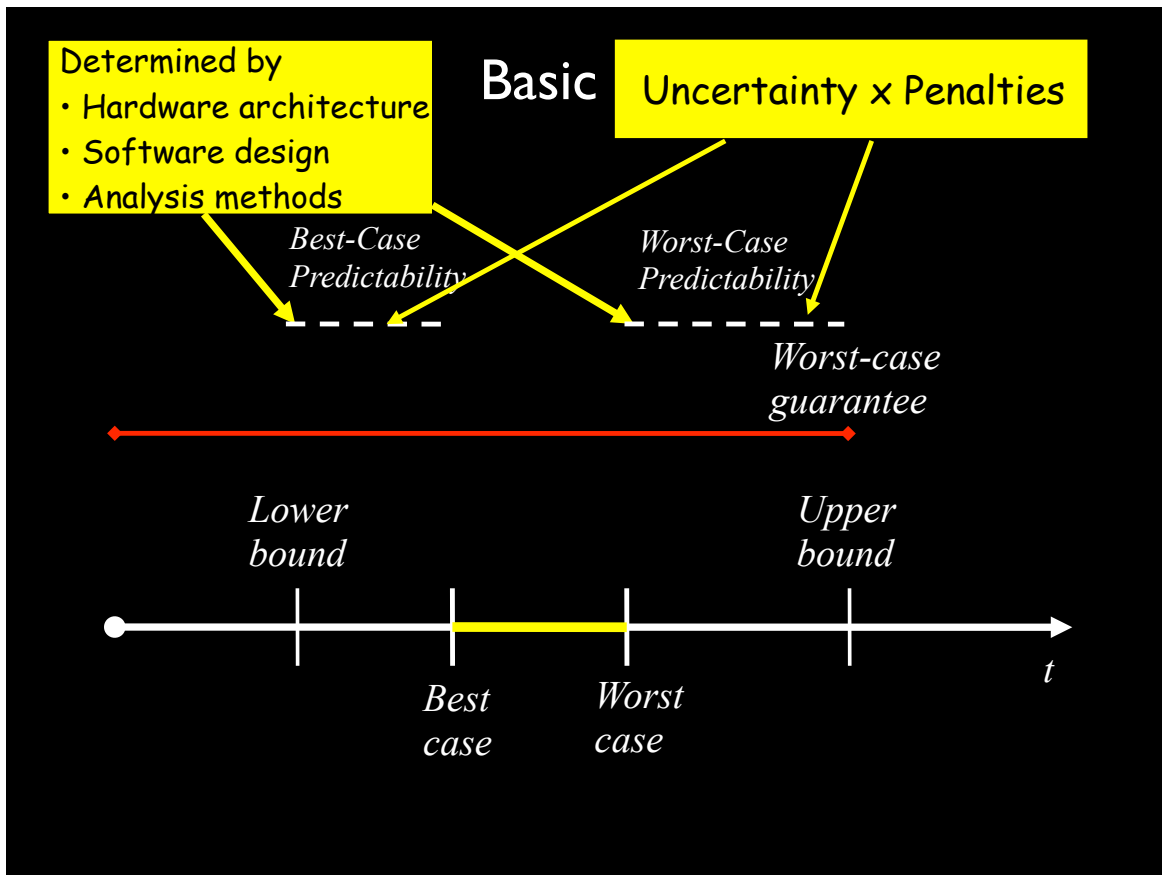 Determined by
• Hardware architecture
• Software design
• Analysis methods
Basic
Uncertainty x Penalties
Best-Case
Predictability
Worst-Case
Predictability
Worst-case
guarantee
Lower
bound
Upper
bound
t
Best
case
Worst
case